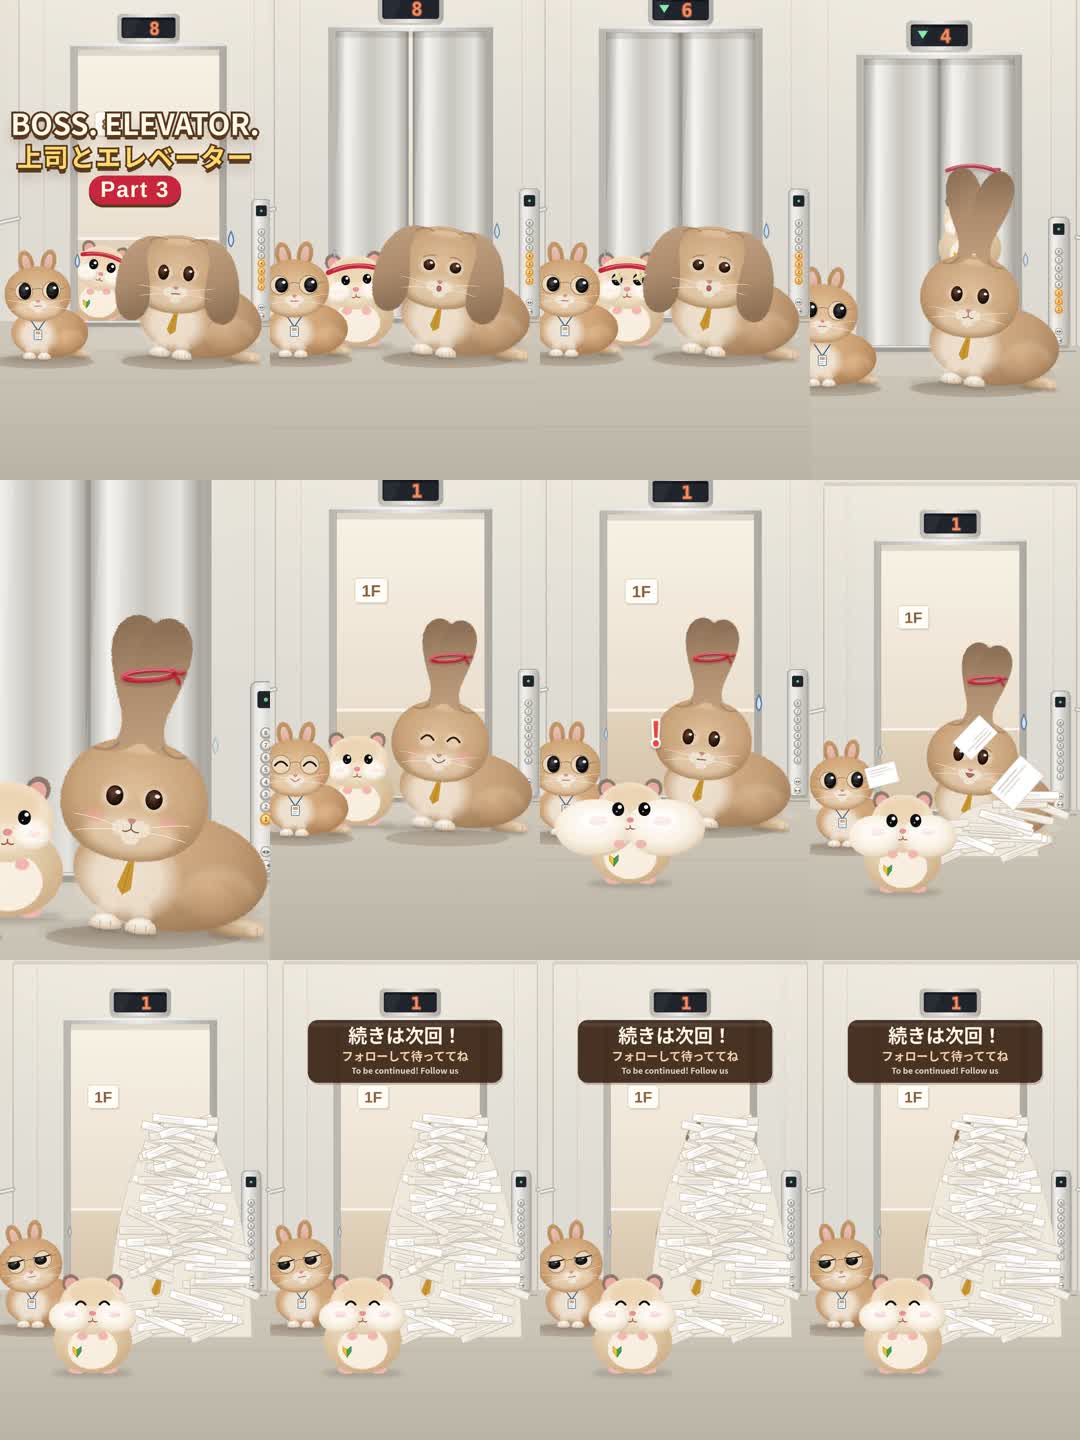 8
BOSS. ELEVATOR.
上司とエレベーター
Part 3
8
6
4
1
1F
1
1F
1
1F
1
1F
1
続きは次回！
フォローして待っててね
To be continued! Follow us
1F
1
続きは次回！
フォローして待っててね
To be continued! Follow us
1F
1
続きは次回！
フォローして待っててね
To be continued! Follow us
1F